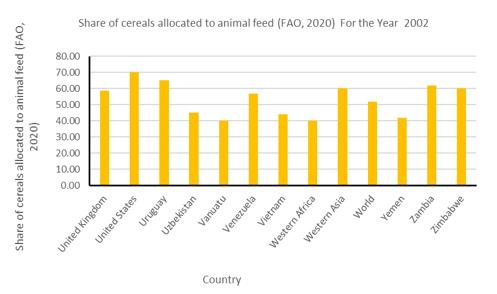 Share of cereals allocated to animal feed (FAO, 2020)  For the Year  2002
Share of cereals allocated to animal feed (FAO,
2020)
80.00
70.00
60.00
50.00
40.00
30.00
20.00
10.00
0.00
United Kingdom
United States
Uruguay
Uzbekistan
Vanuatu
Venezuela
Vietnam
Western Africa
Western Asia
World
Yemen
Zambia
Zimbabwe
Country